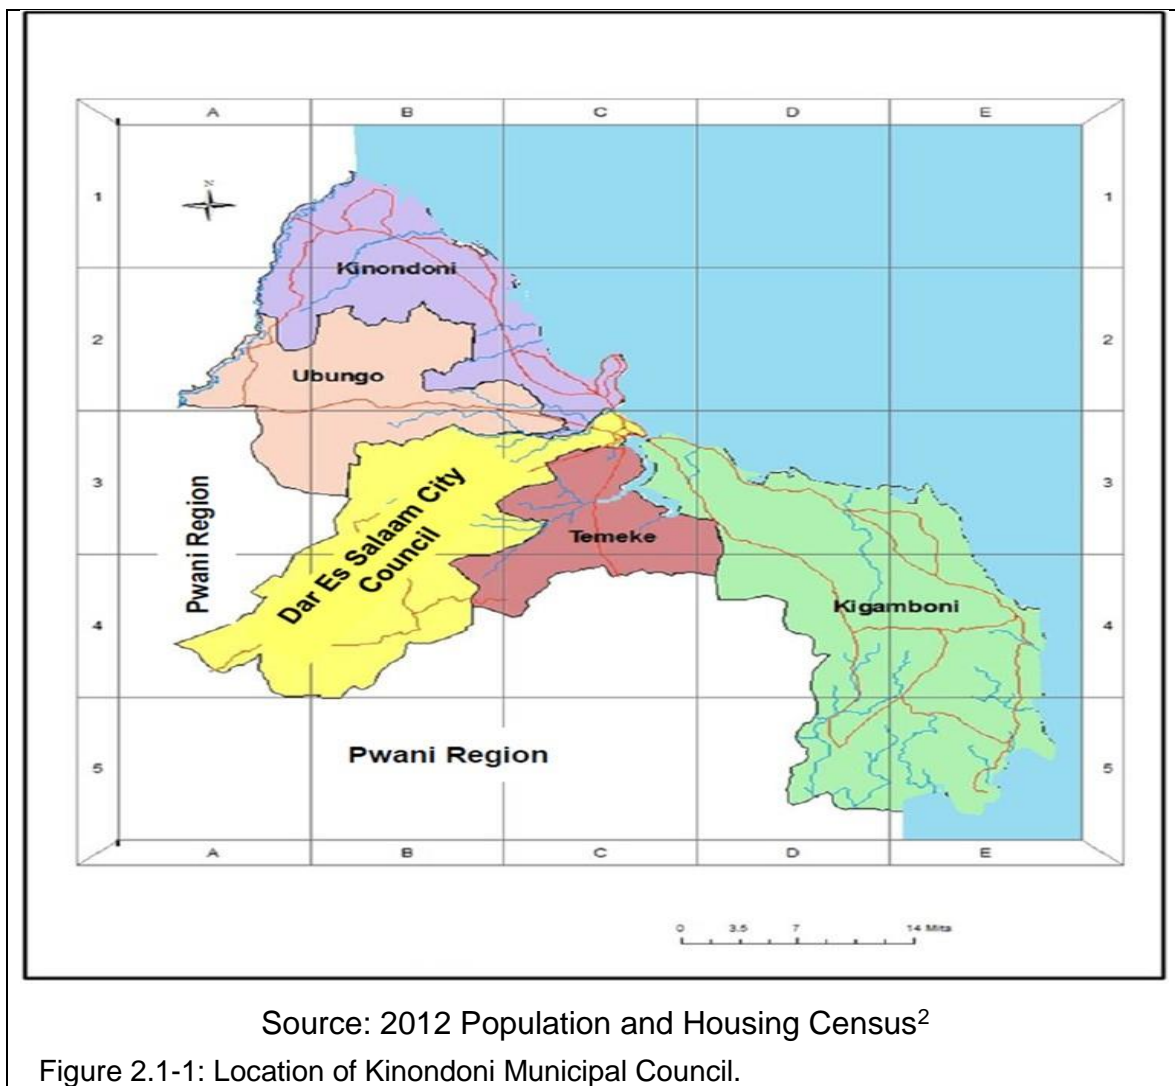 A B C D E
N
1 1
Kinondoni
2 2
Ubungo
3 3
Pwani Region
Dar Es Salaam City
Council
Temeke
Kigamboni
4 4
Pwani Region
5 5
A B C D E
0 3.5 7 14 Mita
Source: 2012 Population and Housing Census2
Figure 2.1-1: Location of Kinondoni Municipal Council.